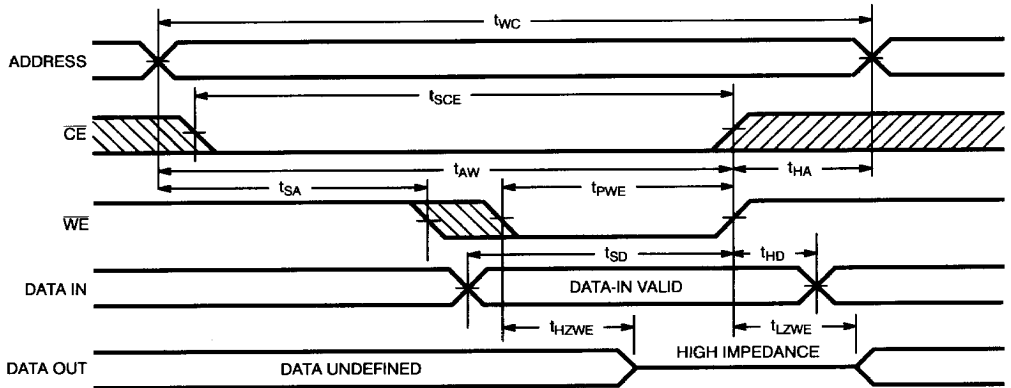 tWC
ADDRESS
tSCE
CE
tAW
tHA
tSA
tPWE
WE
tSD
tHD
DATA IN
DATA-IN VALID
tHZWE
tLZWE
HIGH IMPEDANCE
DATA OUT
DATA UNDEFINED